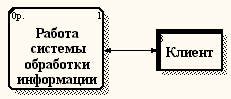 0р. 1
Работа
системы
обработки
информации
Клиент